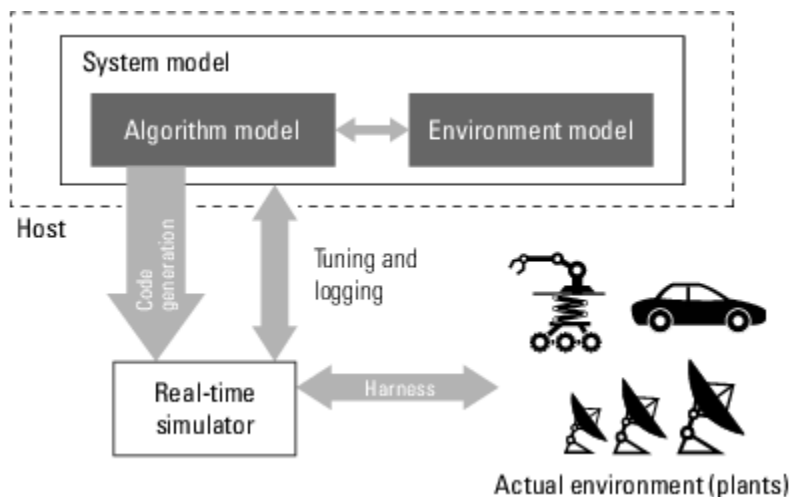 System model
Algorithm model
Environment model
Host
Code
generation
Tuning and
logging
Real-time
simulator
Harness
Actual environment (plants)